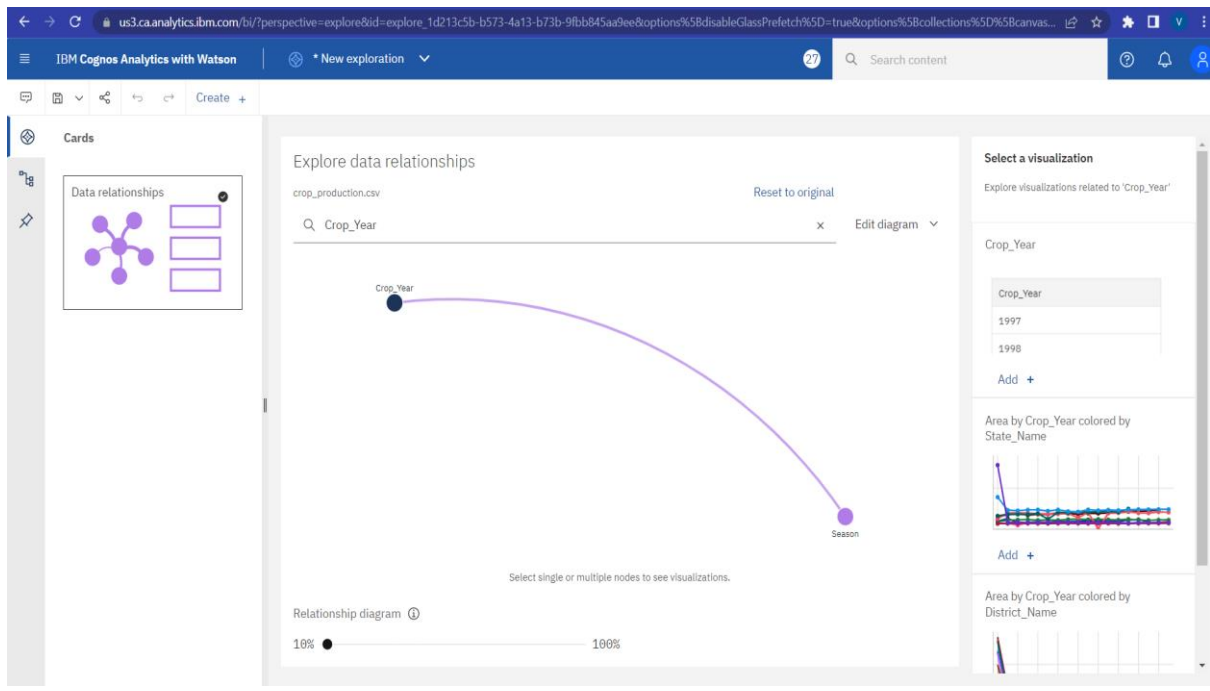 us3.ca.analytics.ibm.com/bi/?perspective=explore&id=explore_1d213c5b-b573-4a13-b73b-9fbb845aa9ee&options%5BdisableGlassPrefetch%5D=true&options%5Bcollections%5D%5Bcanvas...
V
IBM Cognos Analytics with Watson
* New exploration
27
Search content
Create +
Cards
Data relationships
Explore data relationships
crop_production.csv
Reset to original
Crop_Year
x
Edit diagram
Crop_Year
Season
Select single or multiple nodes to see visualizations.
Relationship diagram
10%
100%
Select a visualization
Explore visualizations related to 'Crop_Year'
Crop_Year
Crop_Year
1997
1998
Add +
Area by Crop_Year colored by
State_Name
Add +
Area by Crop_Year colored by
District_Name